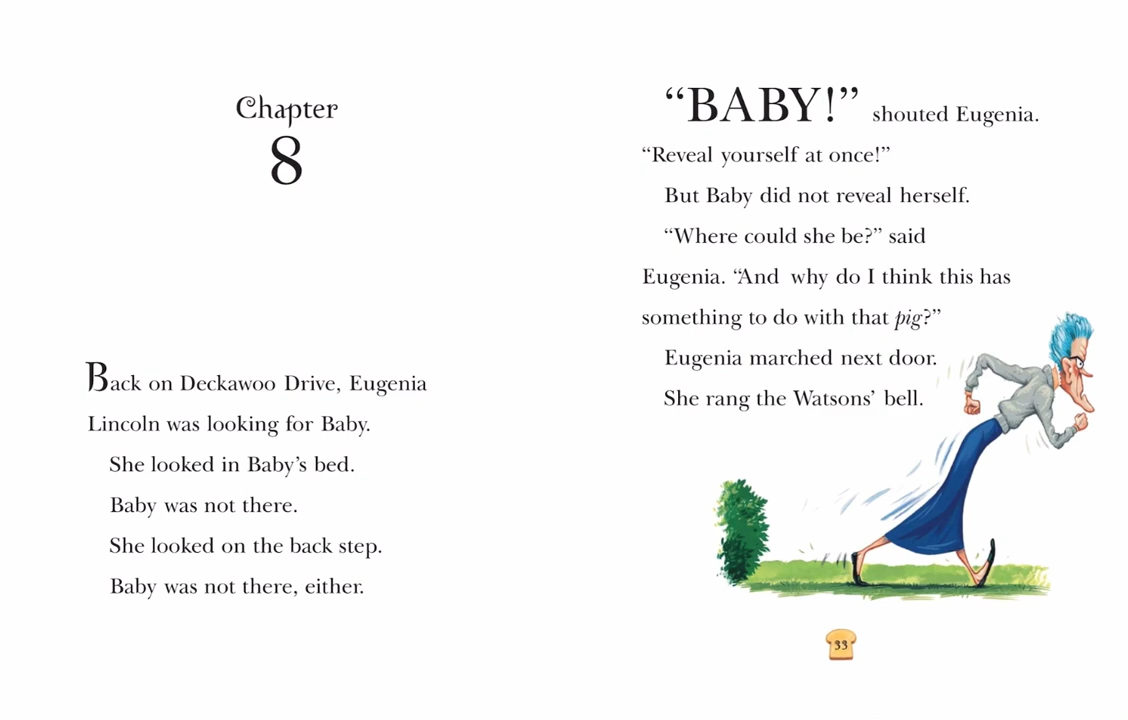 Chapter
8
Back on Deckawoo Drive, Eugenia
Lincoln was looking for Baby.
She looked in Baby’s bed.
Baby was not there.
She looked on the back step.
Baby was not there, either.
“BABY!” shouted Eugenia.
“Reveal yourself at once!”
But Baby did not reveal herself.
“Where could she be?” said
Eugenia. “And why do I think this has
something to do with that pig?”
Eugenia marched next door.
She rang the Watsons’ bell.
33